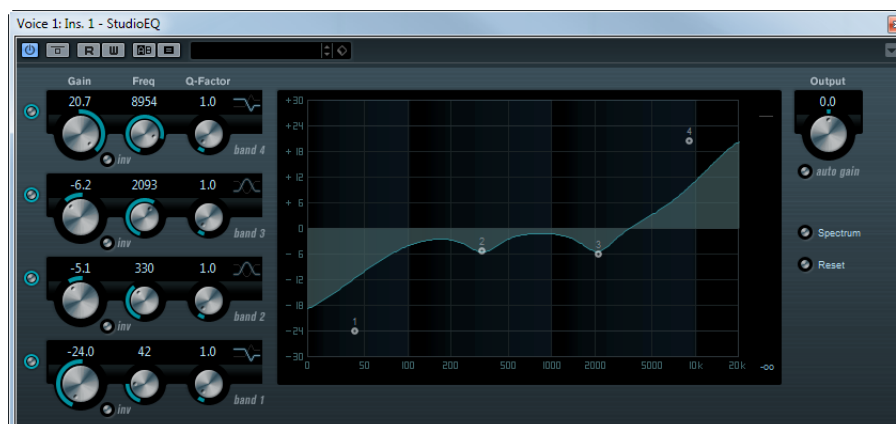 Voice 1: Ins. 1 - StudioEQ
R W AB
Gain Freq Q-Factor Output
20.7 8954 1.0 0.0
inv band 4 auto gain
-6.2 2093 1.0
inv band 3
-5.1 330 1.0
inv band 2
-24.0 42 1.0
inv band 1
Spectrum
Reset
+30
+24
+ 18
+ 12
+ 6
0
- 6
- 12
- 18
-24
-30
0 50 100 200 500 1000 2000 5000 10k 20k -∞
1
2
3
4